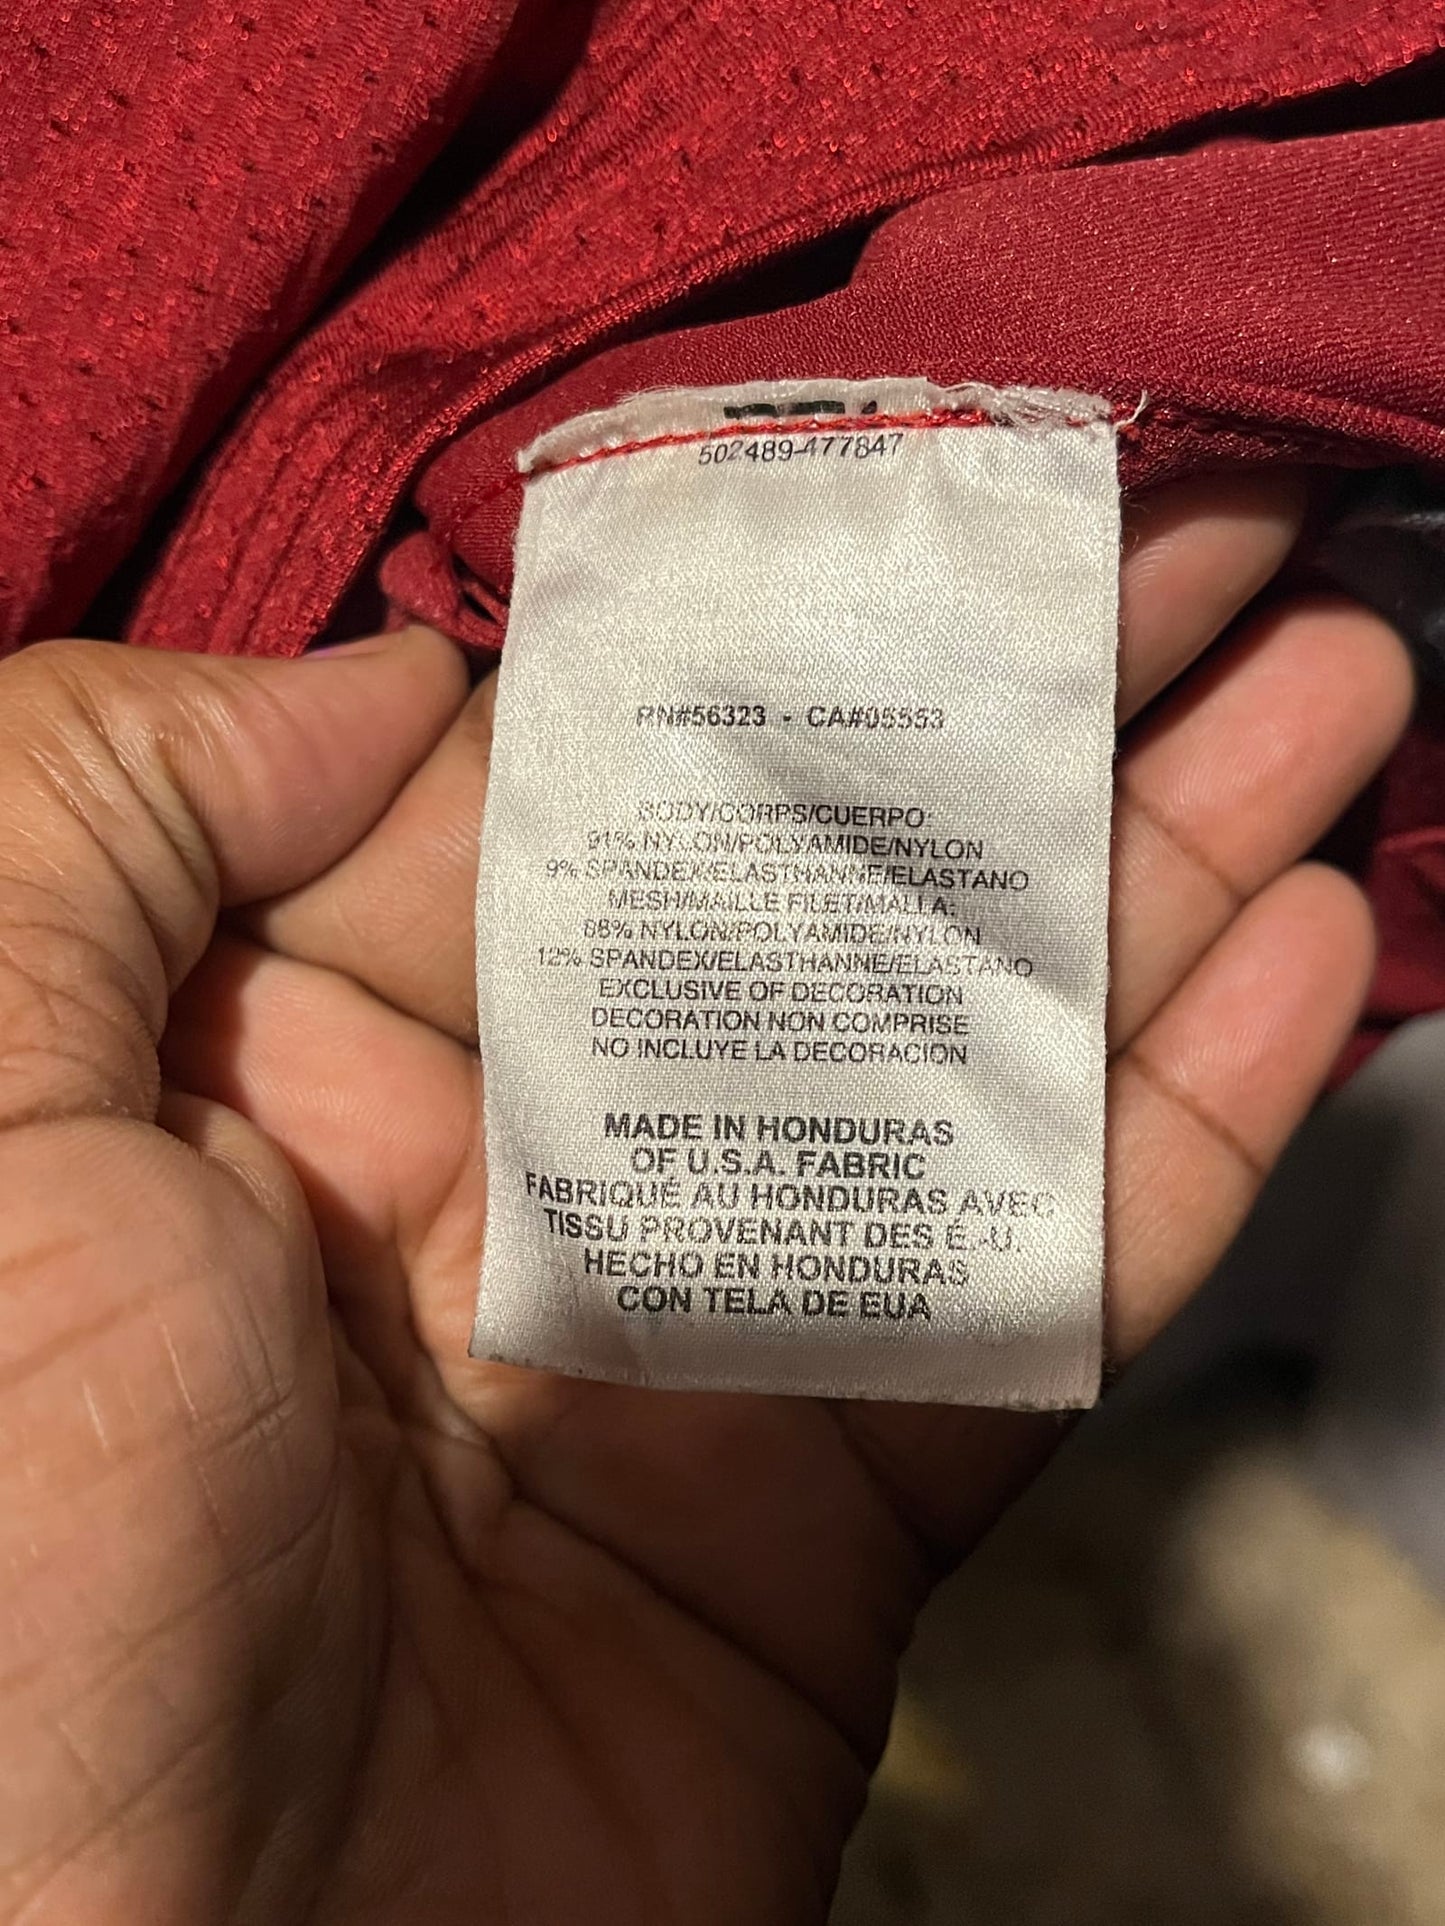 502489-477847
RN#56323 - CA#05553
BODY/CORPS/CUERPO:
91% NYLON/POLYAMIDE/NYLON
9% SPANDEX/ELASTHANNE/ELASTANO
MESH/MAILLE FILET/MALLA:
88% NYLON/POLYAMIDE/NYLON
12% SPANDEX/ELASTHANNE/ELASTANO
EXCLUSIVE OF DECORATION
DECORATION NON COMPRISE
NO INCLUYE LA DECORACION
MADE IN HONDURAS
OF U.S.A. FABRIC
FABRIQUÉ AU HONDURAS AVEC
TISSU PROVENANT DES É.-U.
HECHO EN HONDURAS
CON TELA DE EUA